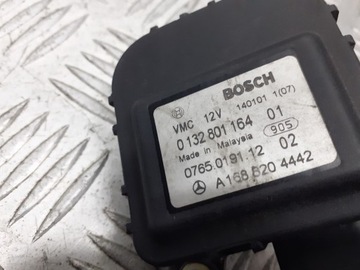 BOSCH
VMC 12V 140101 1(07)
0 132 801 164 01
Made in Malaysia 905
0765.0191.12 02
A 168 820 4442